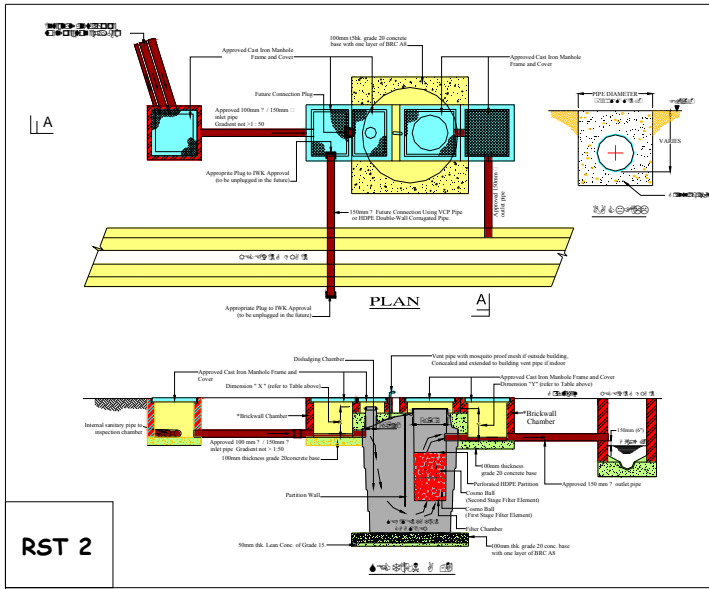 100mm t5hk. grade 20 concrete
base with one layer of BRC A8
Approved Cast Iron Manhole
Frame and Cover
Approved Cast Iron Manhole
Frame and Cover
Future Connection Plug
Approved 100mm ? / 150mm □
inlet pipe
Gradient not >1 : 50
A
Approprite Plug to IWK Approval
(to be unplugged in the future)
150mm ? Future Connection Using VCP Pipe
or HDPE Double-Wall Corrugated Pipe
Approved 150mm ?
outlet pipe
PIPE DIAMETER
VARIES
Appropriate Plug to IWK Approval
(to be unplugged in the future)
PLAN
A
Disludging Chamber
Vent pipe with mosquito proof mesh if outside building,
Concealed and extended to building vent pipe if indoor
Approved Cast Iron Manhole Frame and
Cover
Dimension " X " (refer to Table above)
Approved Cast Iron Manhole Frame and Cover
Dimension "Y" (refer to Table above)
*Brickwall Chamber
*Brickwall
Chamber
150mm (6")
Internal sanitary pipe to
inspection chamber
Approved 100 mm ? / 150mm ?
inlet pipe Gradient not > 1:50
100mm thickness grade 20concrete base
100mm thickness
grade 20 concrete base
Perforated HDPE Partition
Approved 150 mm ? outlet pipe
Partition Wall
Cosmo Ball
(Second Stage Filter Element)
Cosmo Ball
(First Stage Filter Element)
Filter Chamber
50mm thk. Lean Conc. of Grade 15
100mm thk. grade 20 conc. base
with one layer of BRC A8
RST 2